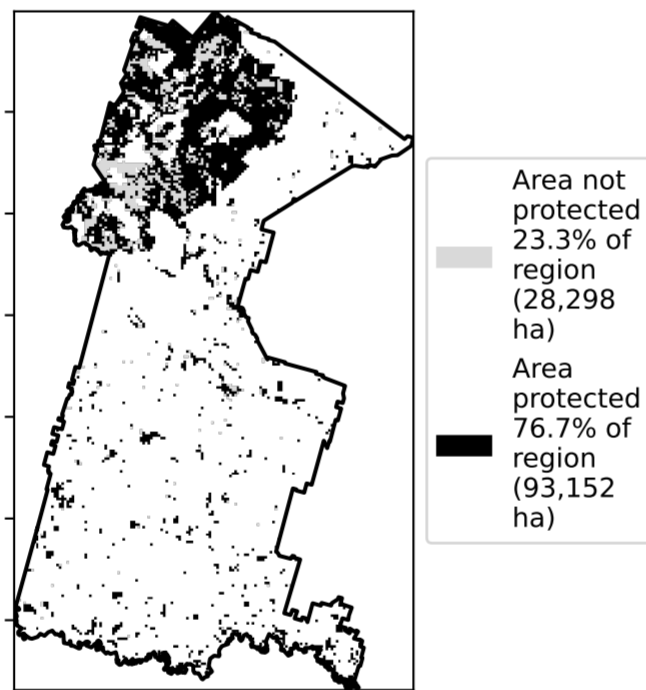 Area not
protected
23.3% of
region
(28,298
ha)
Area
protected
76.7% of
region
(93,152
ha)